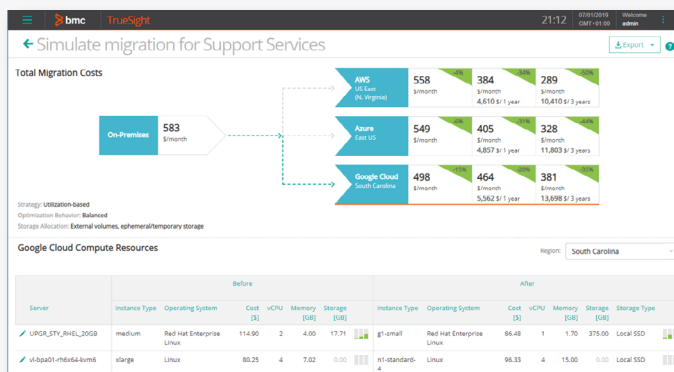 bmc TrueSight 21:12 07/01/2019 GMT-01:00 Welcome admin
Simulate migration for Support Services Export
Total Migration Costs
AWS US East (N. Virginia) 558 $/month -4% 384 $/month 4,610 $/ 1 year -34% 289 $/month 10,410 $/ 3 years -50%
On-Premises 583 $/month
Azure East US 549 $/month -6% 405 $/month 4,857 $/ 1 year -31% 328 $/month 11,803 $/ 3 years -44%
Google Cloud South Carolina 498 $/month -15% 464 $/month 5,562 $/ 1 year -20% 381 $/month 13,698 $/ 3 years
Strategy: Utilization-based
Optimization Behavior: Balanced
Storage Allocation: External volumes, ephemeral/temporary storage
Google Cloud Compute Resources Region: South Carolina
Before After
Server Instance Type Operating System Cost [$] vCPU Memory [GB] Storage [GB] Instance Type Operating System Cost [$] vCPU Memory [GB] Storage [GB] Storage Type
UPGR_STY_RHEL_20GB medium Red Hat Enterprise Linux 114.90 2 4.00 17.71 g1-small Red Hat Enterprise Linux 86.48 1 1.70 375.00 Local SSD
vl-bpa01-rh6x64-kvm6 xlarge Linux 80.25 4 7.02 0.00 n1-standard-4 Linux 96.33 4 15.00 0.00 Local SSD